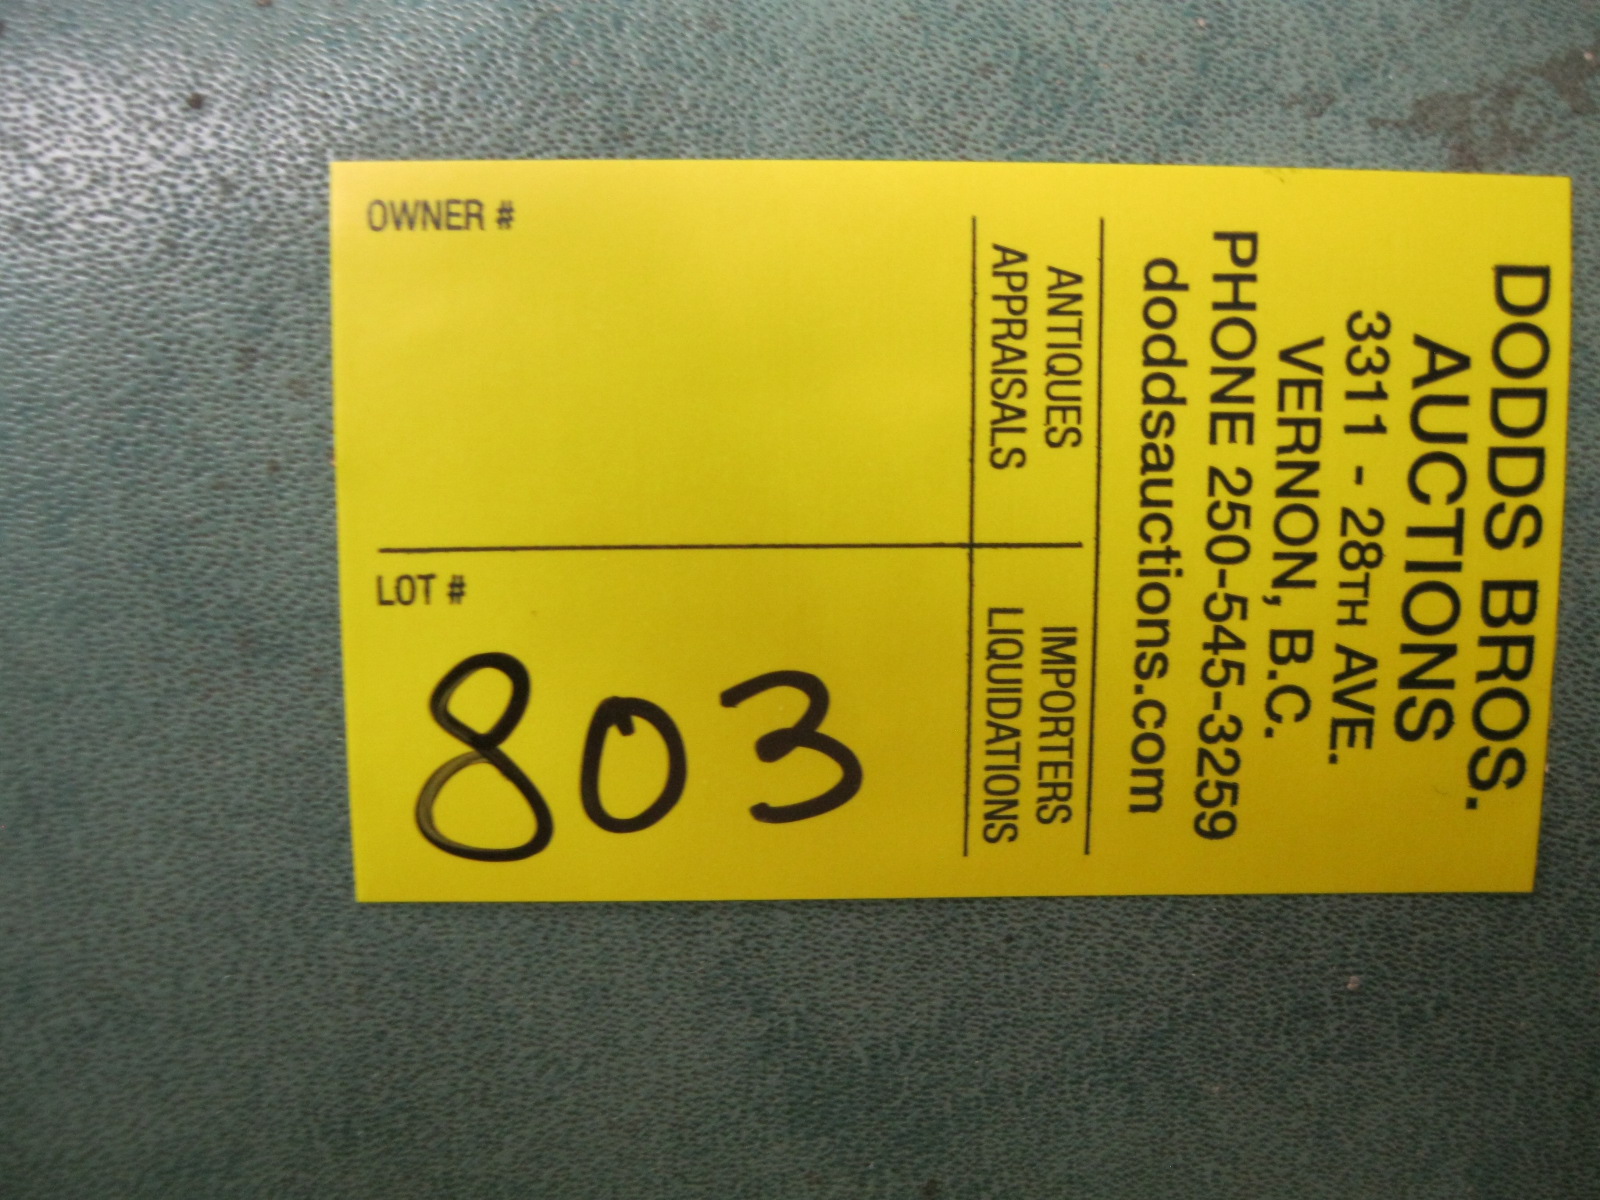 DODDS BROS.
AUCTIONS
3311 - 28TH AVE.
VERNON, B.C.
PHONE 250-545-3259
doddsauctions.com
ANTIQUES
APPRAISALS
IMPORTERS
LIQUIDATIONS
OWNER #
LOT #
803